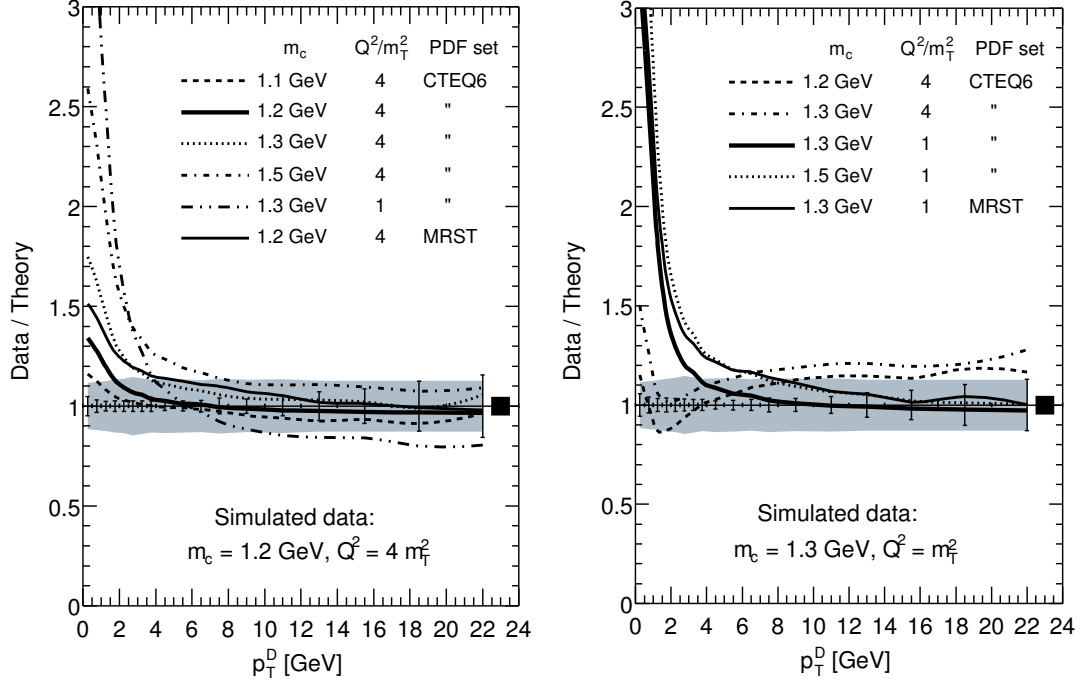 3
2.5
2
1.5
1
0.5
0
Data / Theory
m_c Q^2/m_T^2 PDF set
1.1 GeV 4 CTEQ6
1.2 GeV 4 "
1.3 GeV 4 "
1.5 GeV 4 "
1.3 GeV 1 "
1.2 GeV 4 MRST
Simulated data:
m_c = 1.2 GeV, Q^2 = 4 m_T^2
0 2 4 6 8 10 12 14 16 18 20 22 24
p_T^D [GeV]
3
2.5
2
1.5
1
0.5
0
Data / Theory
m_c Q^2/m_T^2 PDF set
1.2 GeV 4 CTEQ6
1.3 GeV 4 "
1.3 GeV 1 "
1.5 GeV 1 "
1.3 GeV 1 MRST
Simulated data:
m_c = 1.3 GeV, Q^2 = m_T^2
0 2 4 6 8 10 12 14 16 18 20 22 24
p_T^D [GeV]